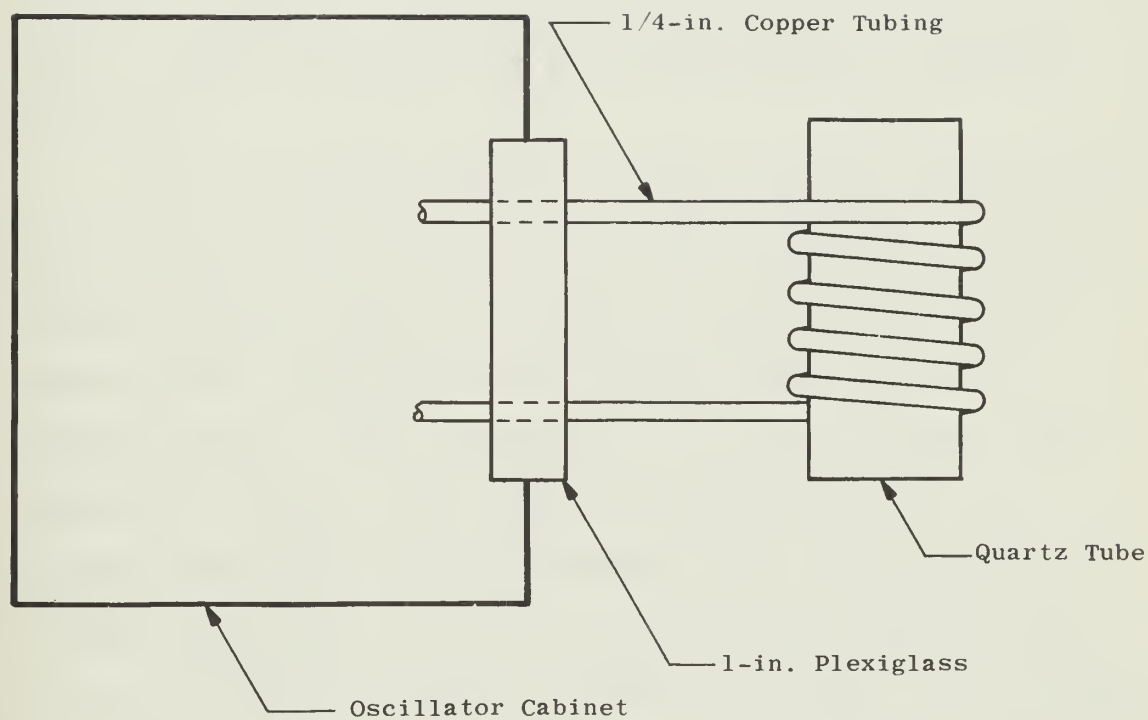 1/4-in. Copper Tubing
Quartz Tube
1-in. Plexiglass
Oscillator Cabinet